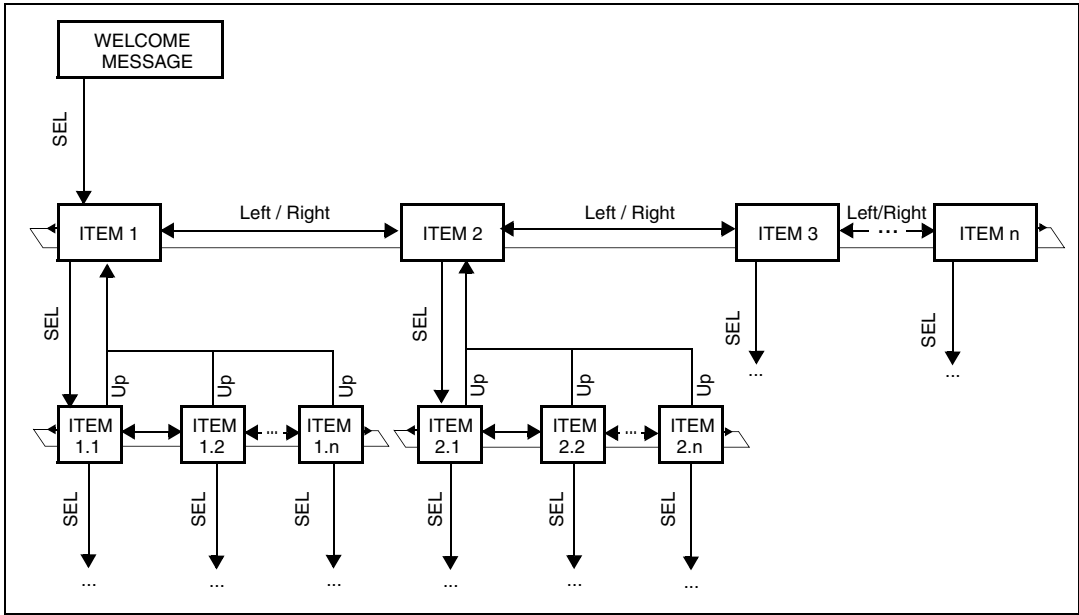 WELCOME
MESSAGE
SEL
Left / Right
Left / Right
Left/Right
ITEM 1
ITEM 2
ITEM 3
...
ITEM n
SEL
SEL
SEL
SEL
...
...
Up
Up
Up
Up
Up
Up
ITEM
1.1
ITEM
1.2
...
ITEM
1.n
ITEM
2.1
ITEM
2.2
...
ITEM
2.n
SEL
SEL
SEL
SEL
SEL
SEL
...
...
...
...
...
...